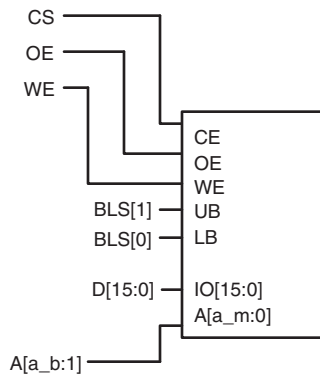 CS
OE
WE
CE
OE
WE
BLS[1] UB
BLS[0] LB
D[15:0] IO[15:0]
A[a_m:0]
A[a_b:1]